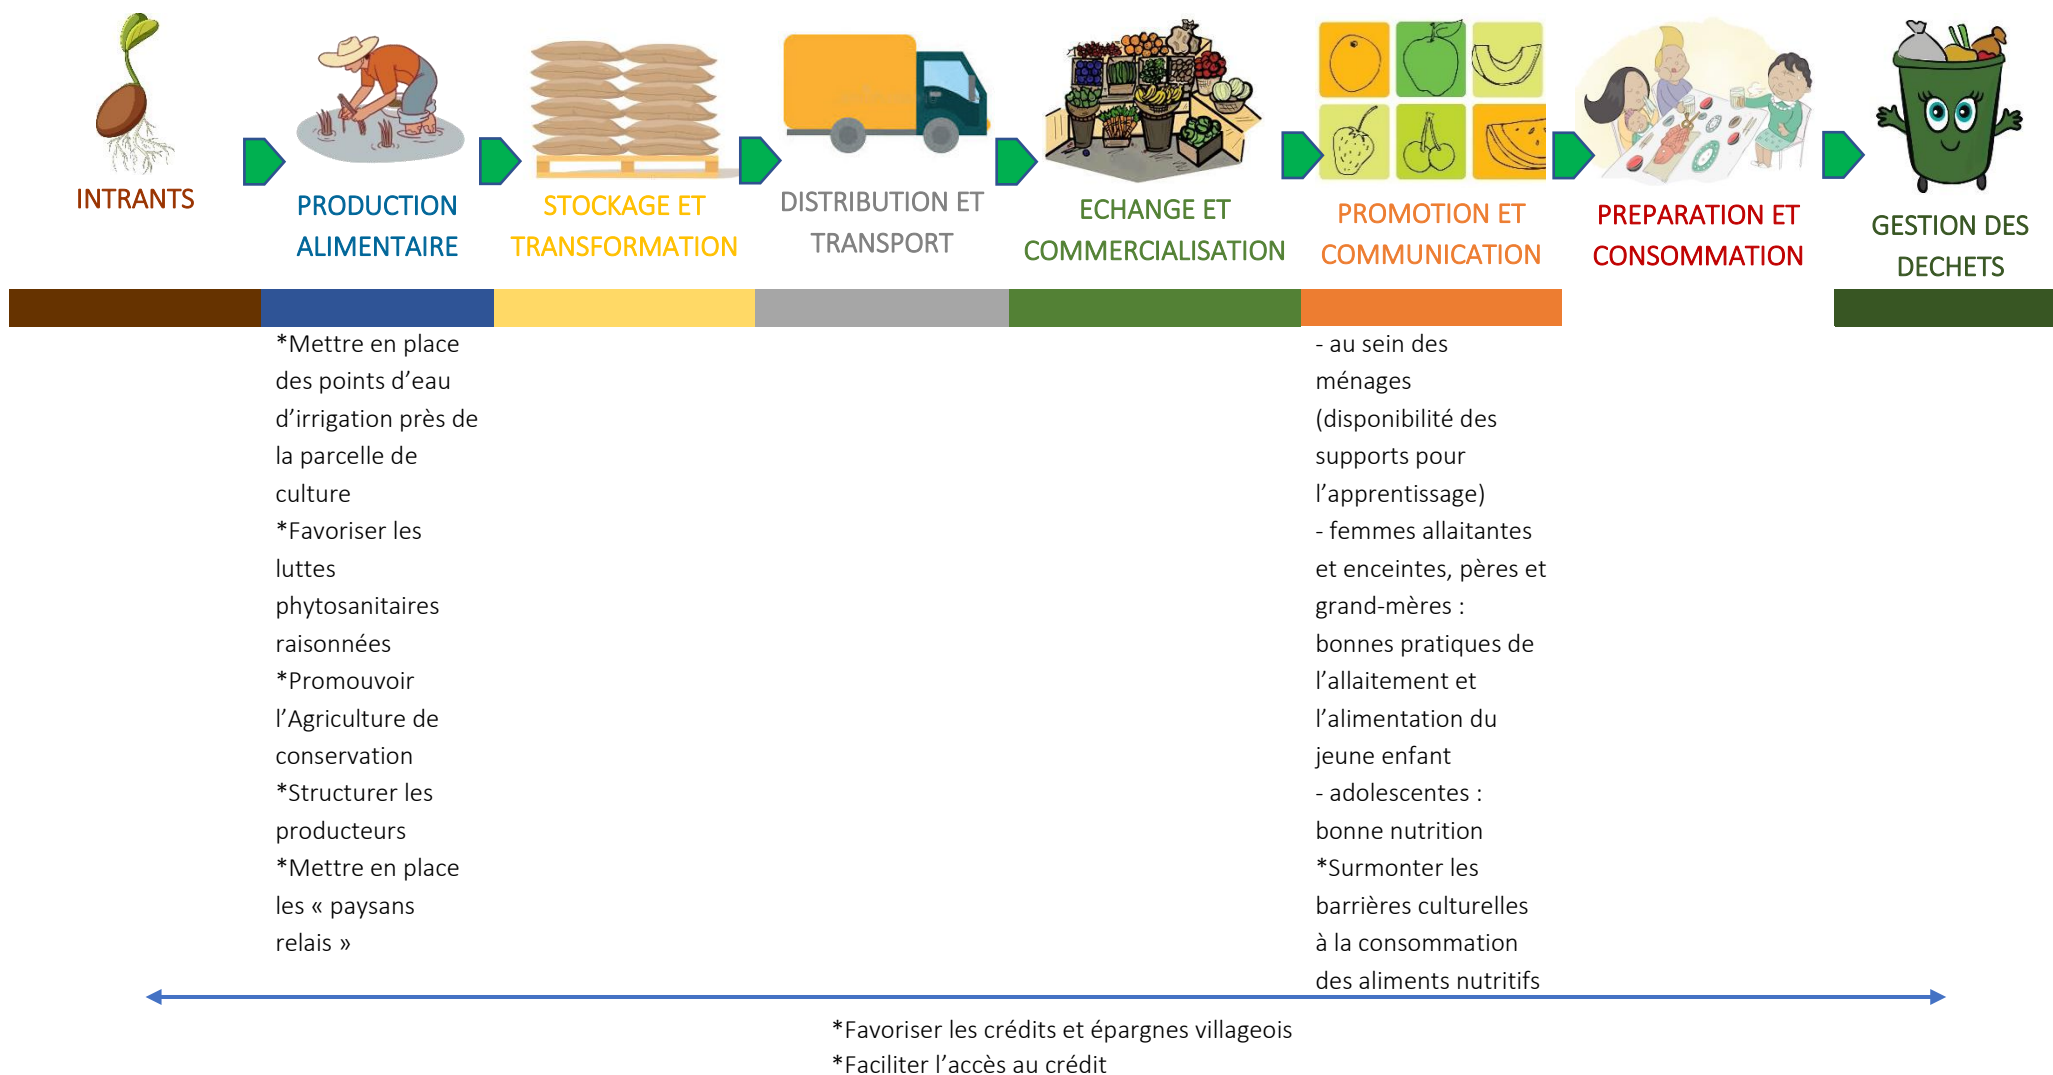 INTRANTS
PRODUCTION
ALIMENTAIRE
STOCKAGE ET
TRANSFORMATION
DISTRIBUTION ET
TRANSPORT
ECHANGE ET
COMMERCIALISATION
PROMOTION ET
COMMUNICATION
PREPARATION ET
CONSOMMATION
GESTION DES
DECHETS
*Mettre en place
des points d’eau
d’irrigation près de
la parcelle de
culture
*Favoriser les
luttes
phytosanitaires
raisonnées
*Promouvoir
l’Agriculture de
conservation
*Structurer les
producteurs
*Mettre en place
les « paysans
relais »
- au sein des
ménages
(disponibilité des
supports pour
l’apprentissage)
- femmes allaitantes
et enceintes, pères et
grand-mères :
bonnes pratiques de
l’allaitement et
l’alimentation du
jeune enfant
- adolescentes :
bonne nutrition
*Surmonter les
barrières culturelles
à la consommation
des aliments nutritifs
*Favoriser les crédits et épargnes villageois
*Faciliter l’accès au crédit